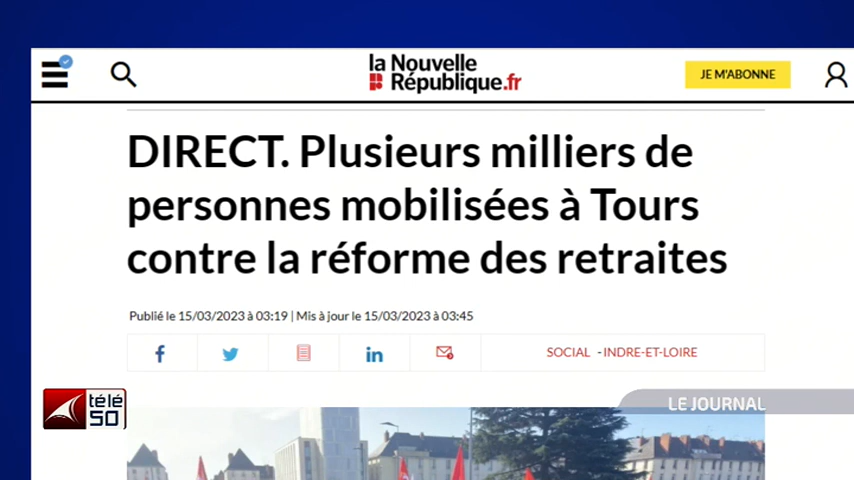 la Nouvelle
République.fr
JE M'ABONNE
DIRECT. Plusieurs milliers de
personnes mobilisées à Tours
contre la réforme des retraites
Publié le 15/03/2023 à 03:19 | Mis à jour le 15/03/2023 à 03:45
f
in
SOCIAL - INDRE-ET-LOIRE
télé
50
LE JOURNAL